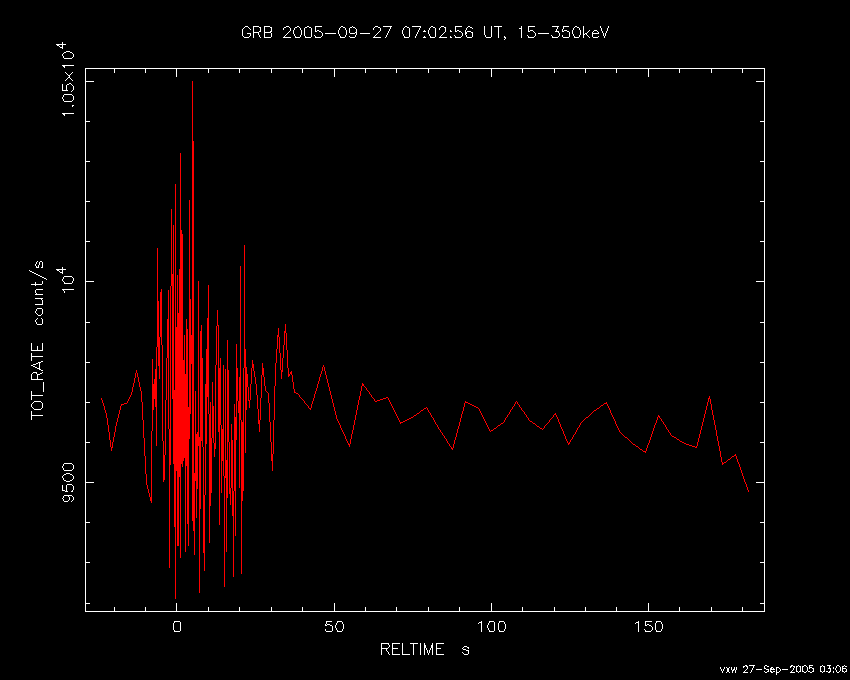 GRB 2005-09-27 07:02:56 UT, 15-350keV
1.05×10⁴
10⁴
9500
TOT_RATE count/s
0 50 100 150
RELTIME s
vxw 27-Sep-2005 03:06